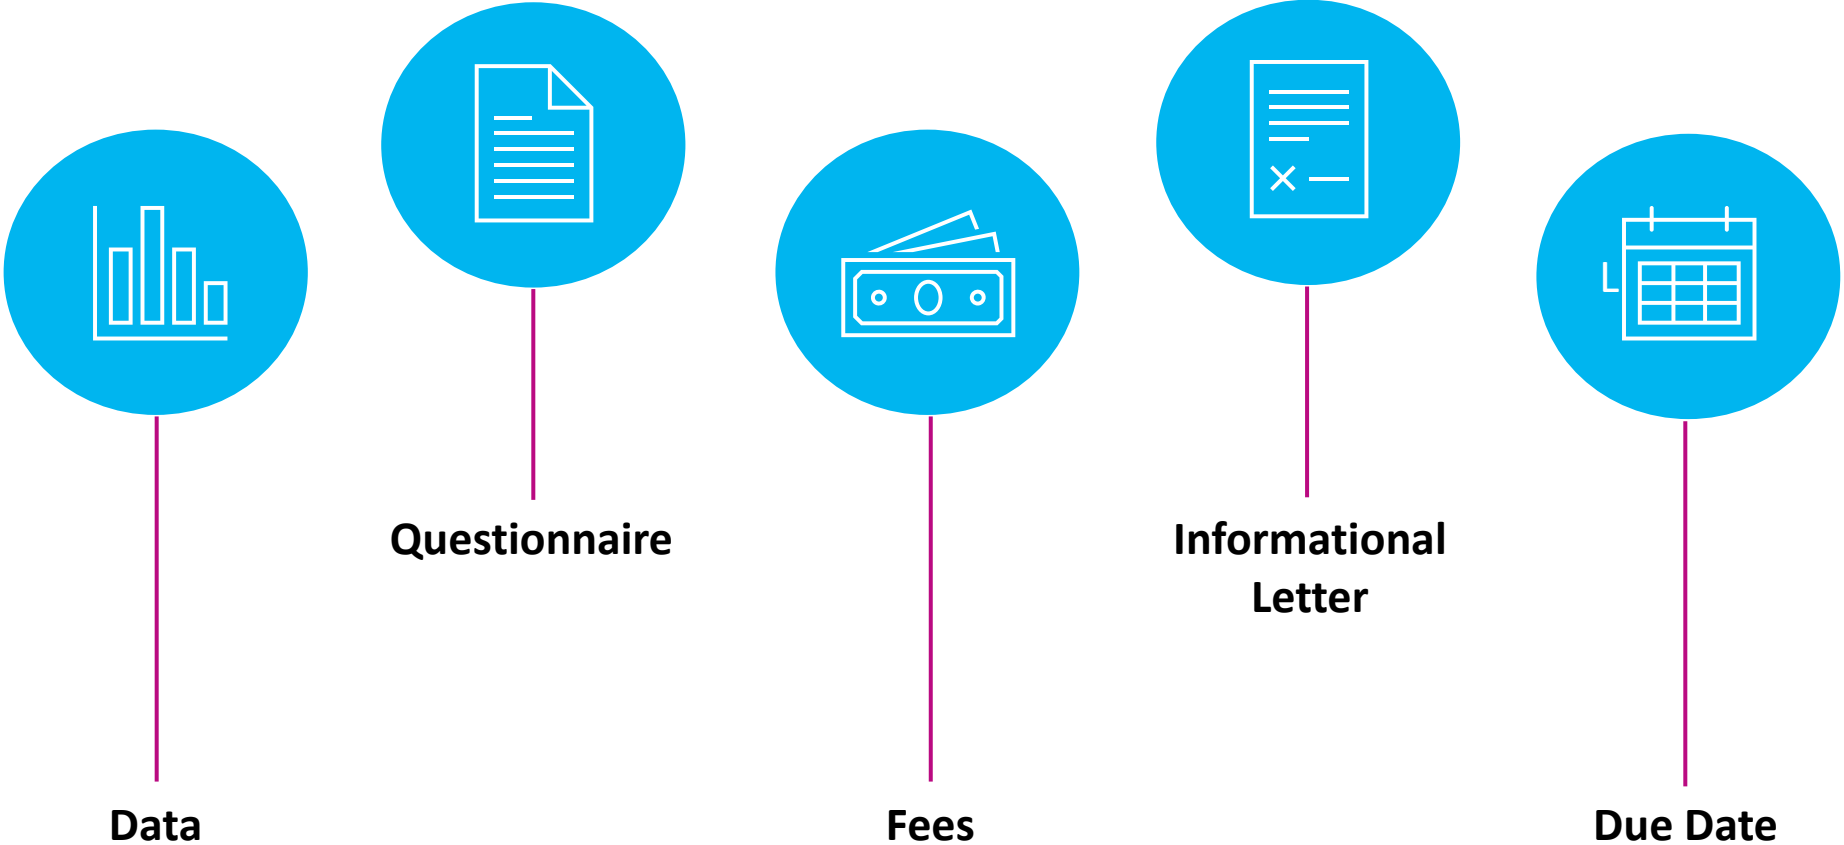 Data
Questionnaire
Fees
Informational
Letter
Due Date